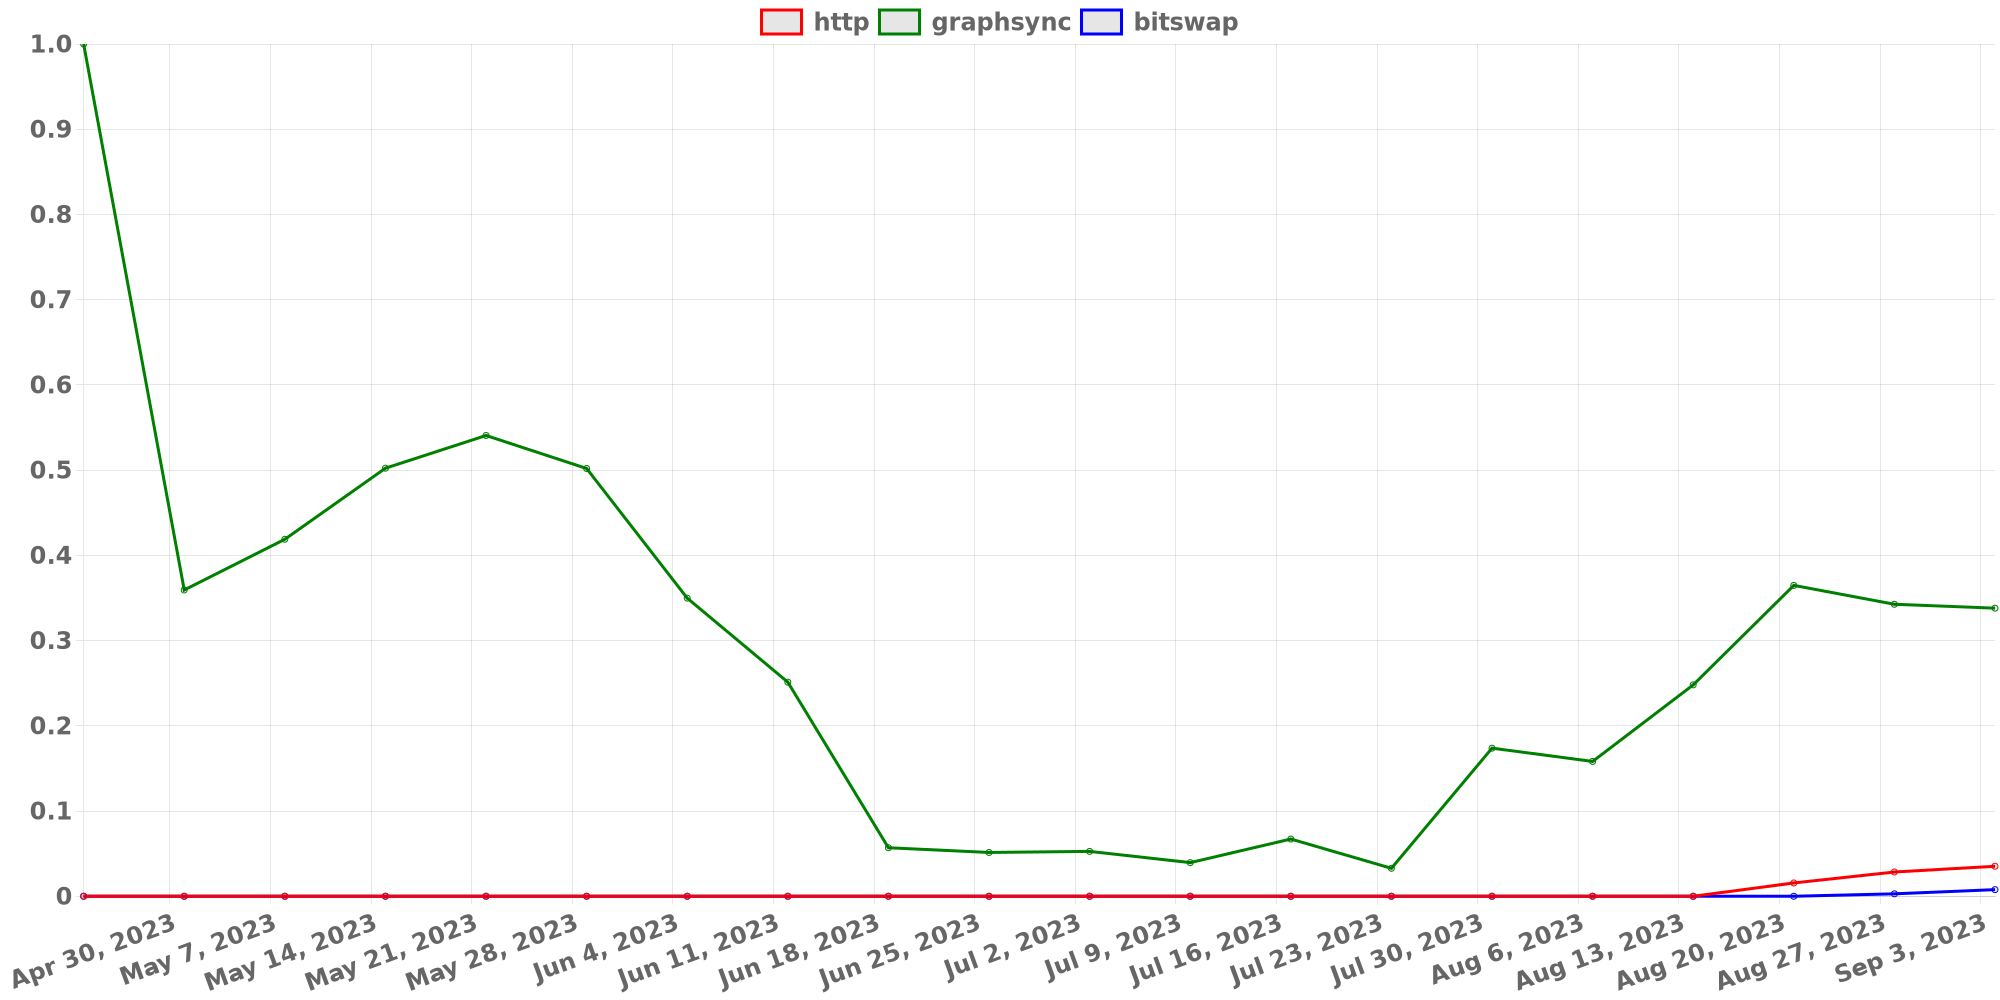 http graphsync bitswap
1.0
0.9
0.8
0.7
0.6
0.5
0.4
0.3
0.2
0.1
0
Apr 30, 2023
May 7, 2023
May 14, 2023
May 21, 2023
May 28, 2023
Jun 4, 2023
Jun 11, 2023
Jun 18, 2023
Jun 25, 2023
Jul 2, 2023
Jul 9, 2023
Jul 16, 2023
Jul 23, 2023
Jul 30, 2023
Aug 6, 2023
Aug 13, 2023
Aug 20, 2023
Aug 27, 2023
Sep 3, 2023